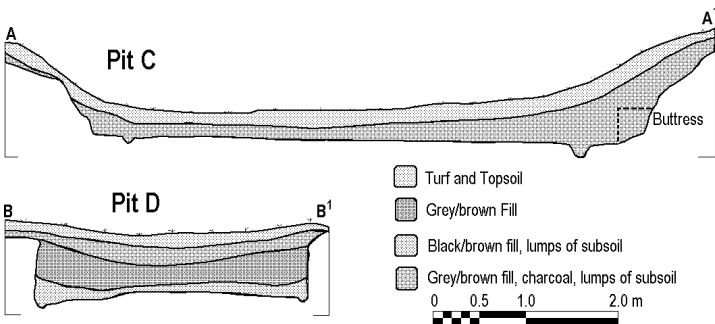 A A¹
Pit C
Buttress
Pit D
B B¹
Turf and Topsoil
Grey/brown Fill
Black/brown fill, lumps of subsoil
Grey/brown fill, charcoal, lumps of subsoil
0 0.5 1.0 2.0 m